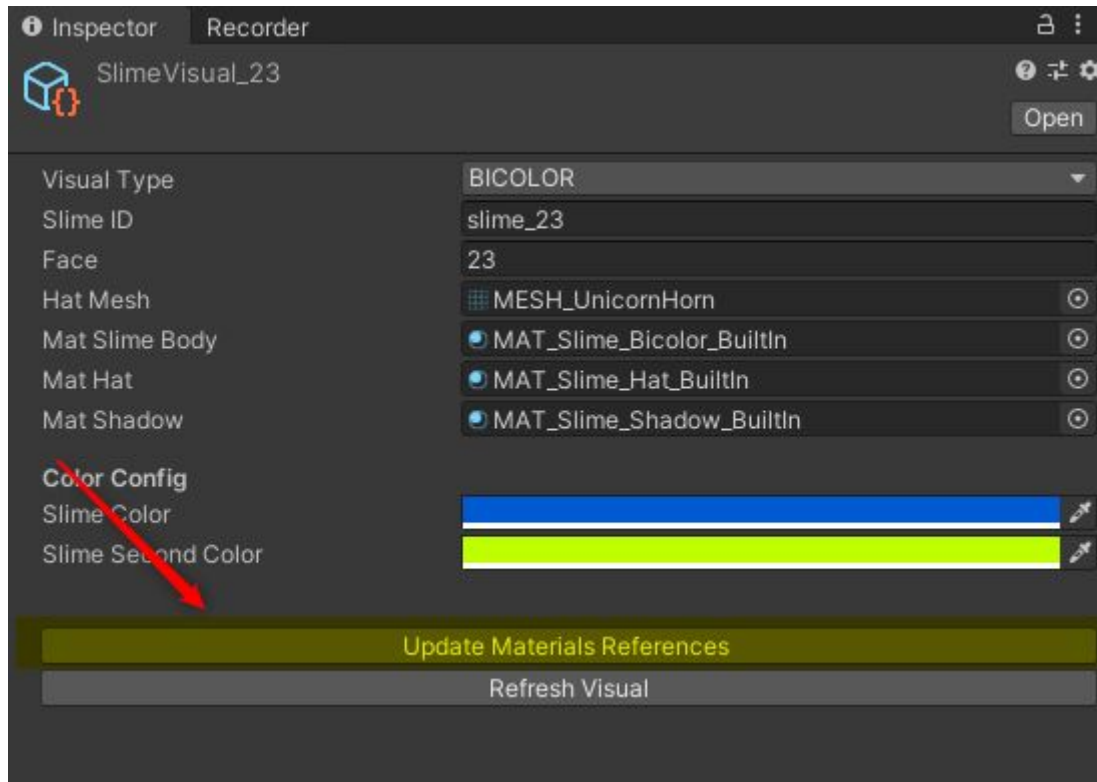 Inspector Recorder
SlimeVisual_23
Open
Visual Type BICOLOR
Slime ID slime_23
Face 23
Hat Mesh MESH_UnicornHorn
Mat Slime Body MAT_Slime_Bicolor_BuiltIn
Mat Hat MAT_Slime_Hat_BuiltIn
Mat Shadow MAT_Slime_Shadow_BuiltIn
Color Config
Slime Color
Slime Second Color
Update Materials References
Refresh Visual